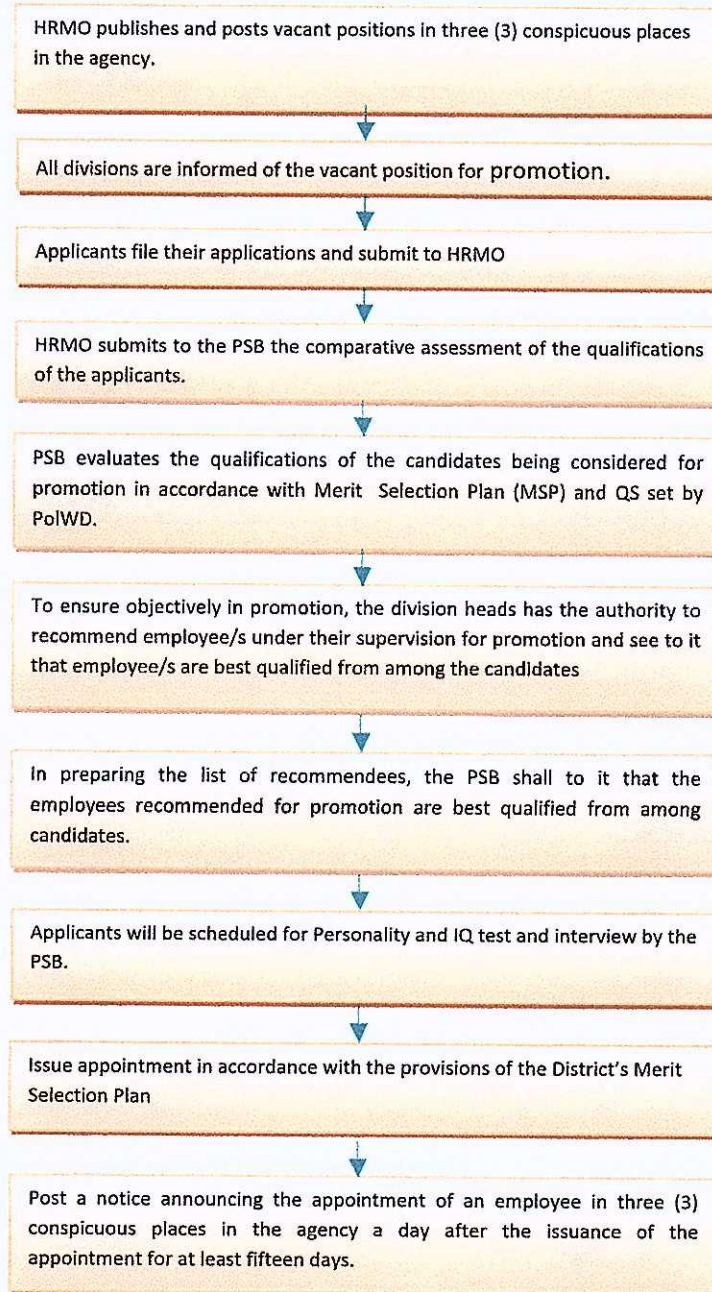 HRMO publishes and posts vacant positions in three (3) conspicuous places
in the agency.
All divisions are informed of the vacant position for promotion.
Applicants file their applications and submit to HRMO
HRMO submits to the PSB the comparative assessment of the qualifications
of the applicants.
PSB evaluates the qualifications of the candidates being considered for
promotion in accordance with Merit Selection Plan (MSP) and QS set by
PolWD.
To ensure objectively in promotion, the division heads has the authority to
recommend employee/s under their supervision for promotion and see to it
that employee/s are best qualified from among the candidates
In preparing the list of recommendees, the PSB shall to it that the
employees recommended for promotion are best qualified from among
candidates.
Applicants will be scheduled for Personality and IQ test and interview by the
PSB.
Issue appointment in accordance with the provisions of the District's Merit
Selection Plan
Post a notice announcing the appointment of an employee in three (3)
conspicuous places in the agency a day after the issuance of the
appointment for at least fifteen days.